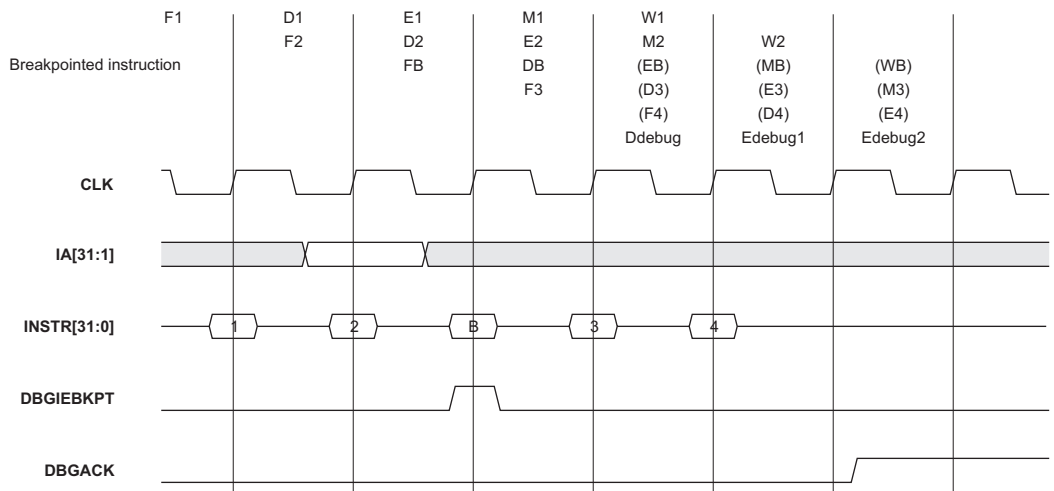 F1 D1 E1 M1 W1
F2 D2 E2 M2 W2
Breakpointed instruction FB DB (EB) (MB) (WB)
F3 (D3) (E3) (M3)
(F4) (D4) (E4)
Ddebug Edebug1 Edebug2
CLK
IA[31:1]
INSTR[31:0] 1 2 B 3 4
DBGIEBKPT
DBGACK